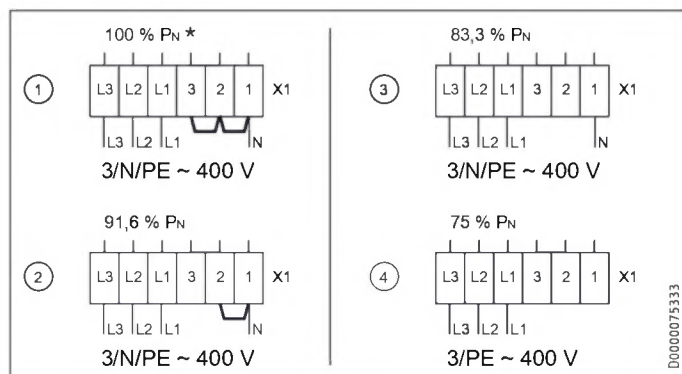 100 % PN *
1
L3 L2 L1 3 2 1 X1
L3 L2 L1 N
3/N/PE ~ 400 V
91,6 % PN
2
L3 L2 L1 3 2 1 X1
L3 L2 L1 N
3/N/PE ~ 400 V
83,3 % PN
3
L3 L2 L1 3 2 1 X1
L3 L2 L1 N
3/N/PE ~ 400 V
75 % PN
4
L3 L2 L1 3 2 1 X1
L3 L2 L1
3/PE ~ 400 V
D0000075333